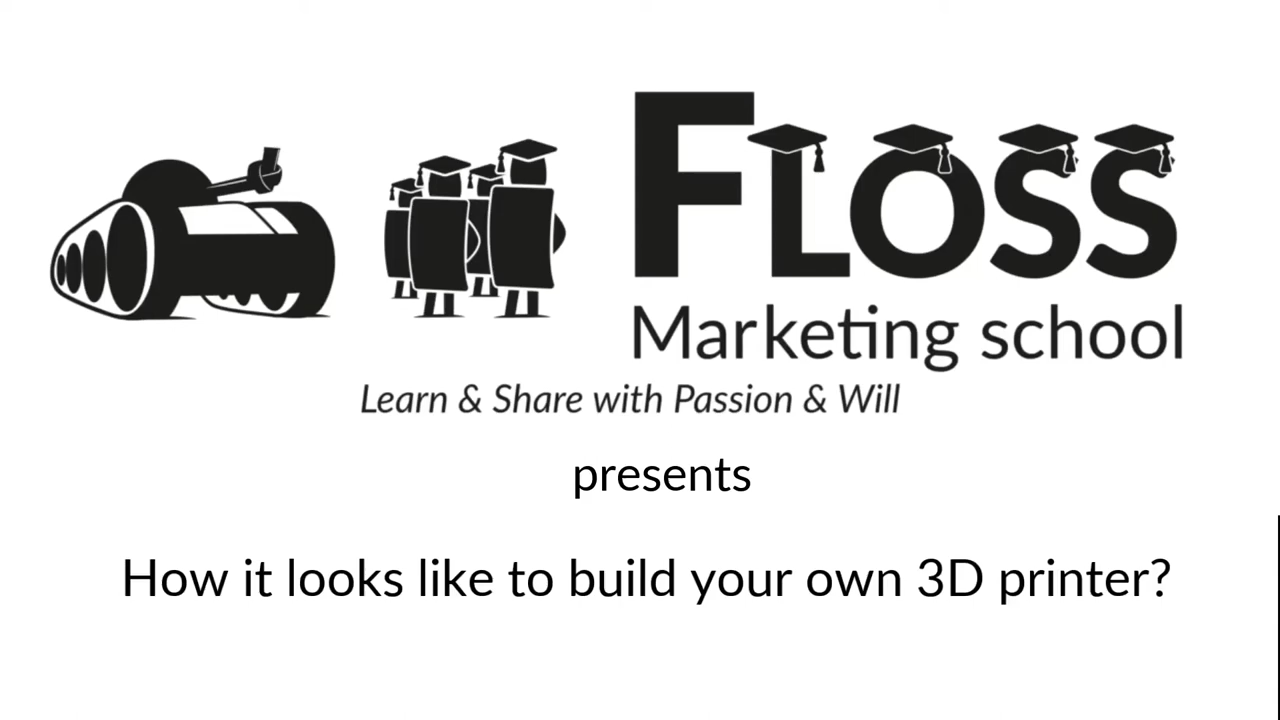 FLOSS
Marketing school
Learn & Share with Passion & Will
presents
How it looks like to build your own 3D printer?